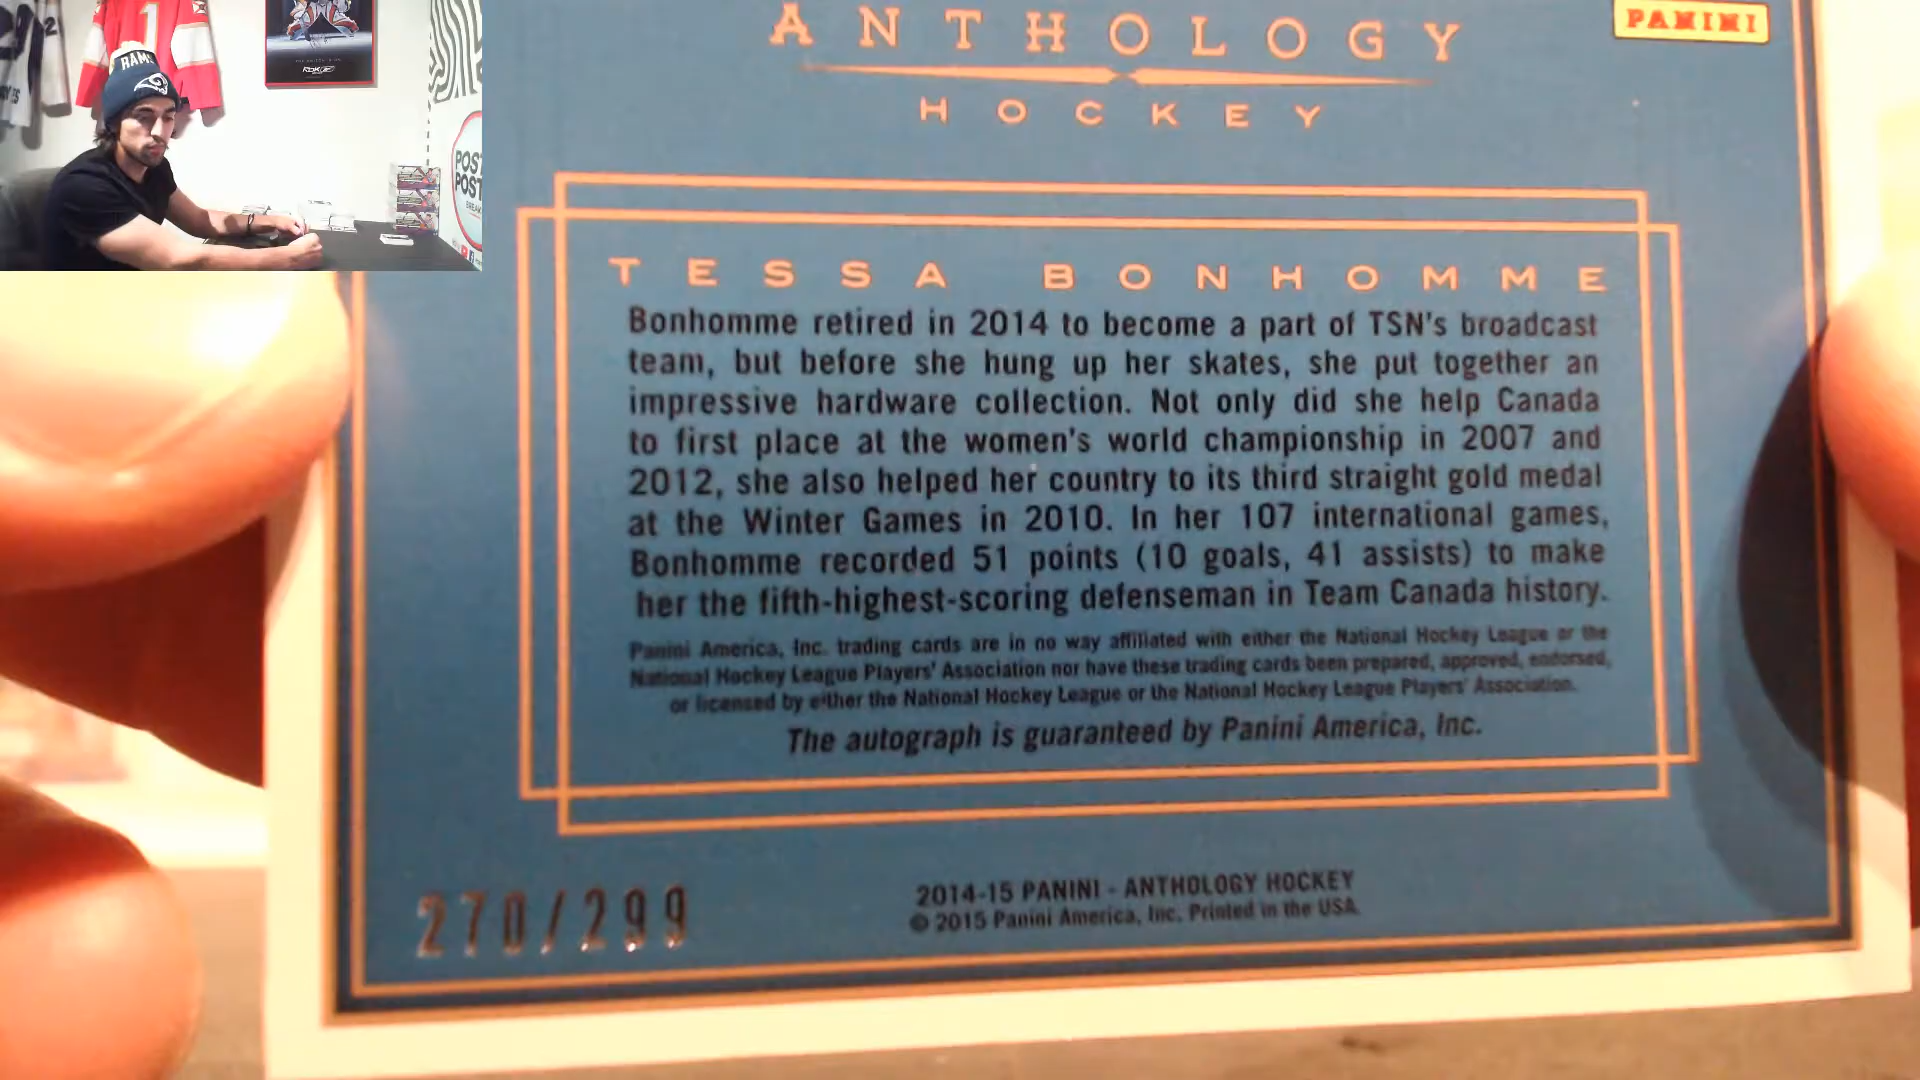 ANTHOLOGY
HOCKEY
PANINI
RAMS
1
RBK
POST
POST
TESSA BONHOMME
Bonhomme retired in 2014 to become a part of TSN's broadcast
team, but before she hung up her skates, she put together an
impressive hardware collection. Not only did she help Canada
to first place at the women's world championship in 2007 and
2012, she also helped her country to its third straight gold medal
at the Winter Games in 2010. In her 107 international games,
Bonhomme recorded 51 points (10 goals, 41 assists) to make
her the fifth-highest-scoring defenseman in Team Canada history.
Panini America, Inc. trading cards are in no way affiliated with either the National Hockey League or the
National Hockey League Players' Association nor have these trading cards been prepared, approved, endorsed,
or licensed by either the National Hockey League or the National Hockey League Players' Association.
The autograph is guaranteed by Panini America, Inc.
270/299
2014-15 PANINI - ANTHOLOGY HOCKEY
© 2015 Panini America, Inc. Printed in the USA.